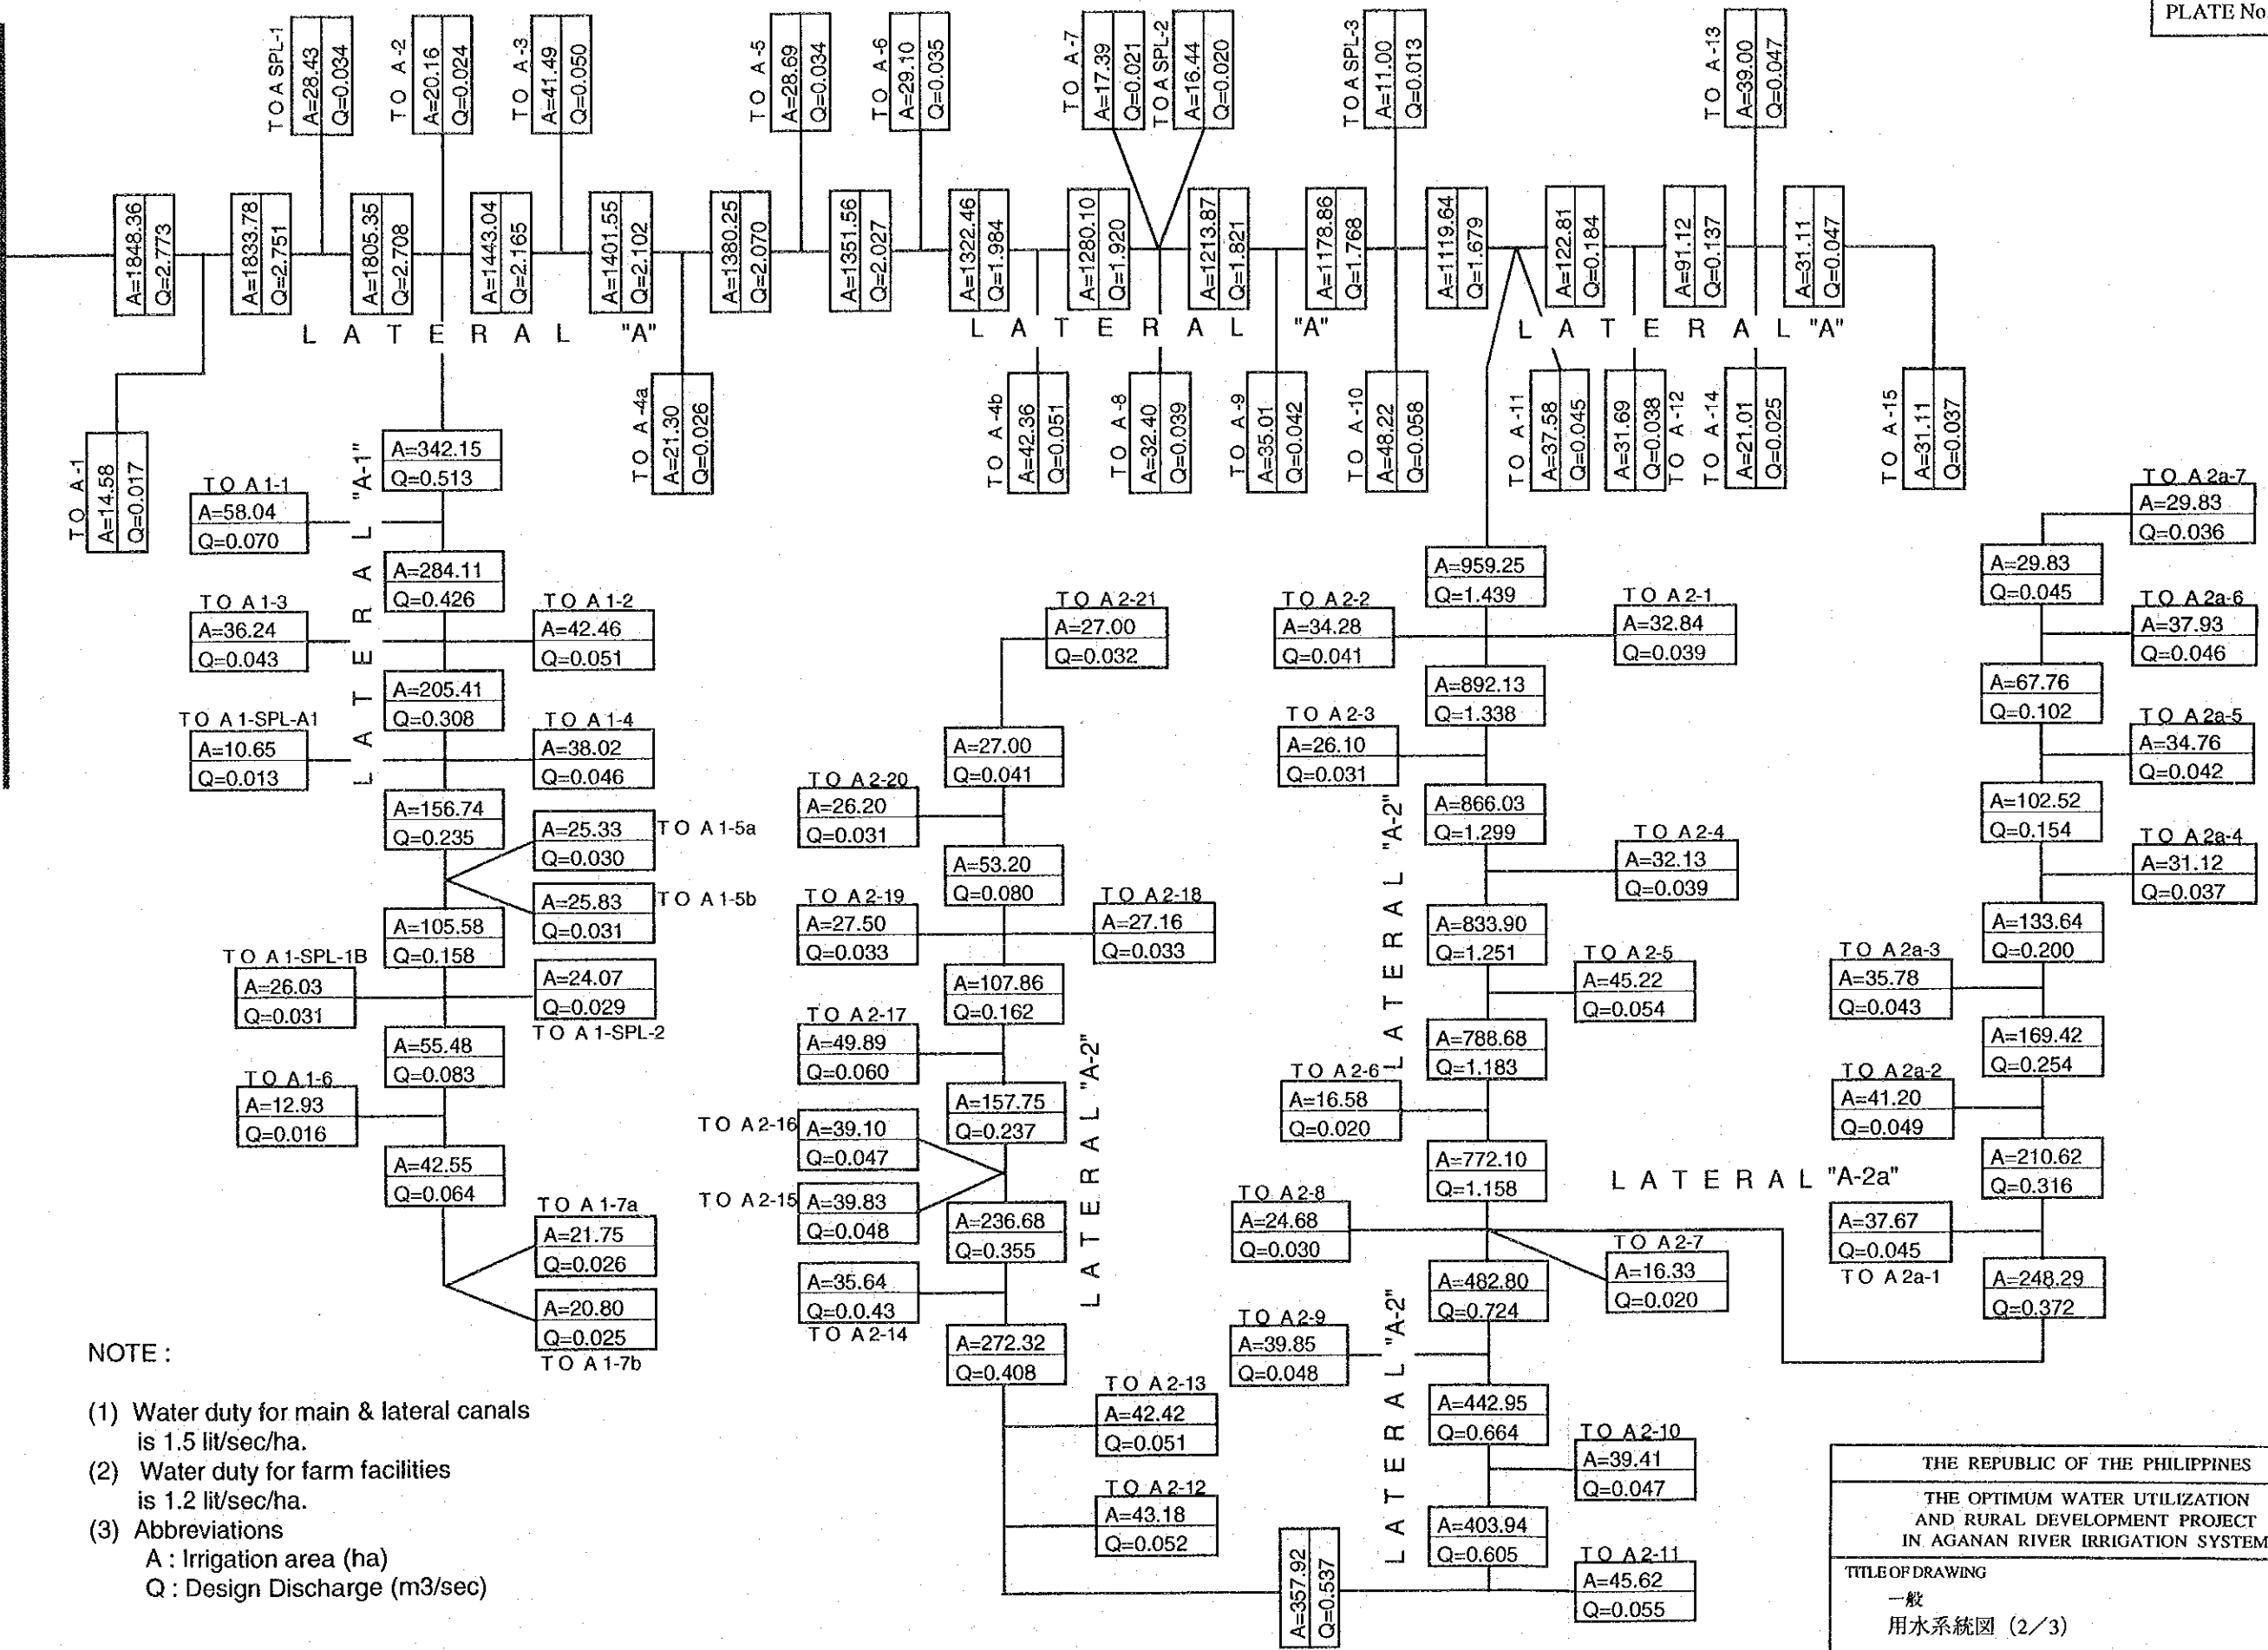 PLATE No
TO A SPL-1
A=28.43
Q=0.034
TO A-2
A=20.16
Q=0.024
TO A-3
A=41.49
Q=0.050
TO A-5
A=28.69
Q=0.034
TO A-6
A=29.10
Q=0.035
TO A-7
A=17.39
Q=0.021
TO A SPL-2
A=16.44
Q=0.020
TO A SPL-3
A=11.00
Q=0.013
TO A-13
A=39.00
Q=0.047
A=1848.36
Q=2.773
A=1833.78
Q=2.751
A=1805.35
Q=2.708
A=1443.04
Q=2.165
A=1401.55
Q=2.102
A=1380.25
Q=2.070
A=1351.56
Q=2.027
A=1322.46
Q=1.984
A=1280.10
Q=1.920
A=1213.87
Q=1.821
A=1178.86
Q=1.768
A=1119.64
Q=1.679
A=122.81
Q=0.184
A=91.12
Q=0.137
A=31.11
Q=0.047
LATERAL "A"
LATERAL "A"
LATERAL "A"
TO A-1
A=14.58
Q=0.017
TO A-4a
A=21.30
Q=0.026
TO A-4b
A=42.36
Q=0.051
TO A-8
A=32.40
Q=0.039
TO A-9
A=35.01
Q=0.042
TO A-10
A=48.22
Q=0.058
TO A-11
A=37.58
Q=0.045
A=31.69
Q=0.038
TO A-12
TO A-14
A=21.01
Q=0.025
TO A-15
A=31.11
Q=0.037
LATERAL "A-1"
A=342.15
Q=0.513
TO A1-1
A=58.04
Q=0.070
A=284.11
Q=0.426
TO A1-3
A=36.24
Q=0.043
TO A1-2
A=42.46
Q=0.051
A=205.41
Q=0.308
TO A1-SPL-A1
A=10.65
Q=0.013
TO A1-4
A=38.02
Q=0.046
A=156.74
Q=0.235
A=25.33
Q=0.030
TO A1-5a
A=25.83
Q=0.031
TO A1-5b
A=105.58
Q=0.158
TO A1-SPL-1B
A=26.03
Q=0.031
A=24.07
Q=0.029
TO A1-SPL-2
A=55.48
Q=0.083
TO A1-6
A=12.93
Q=0.016
A=42.55
Q=0.064
TO A1-7a
A=21.75
Q=0.026
A=20.80
Q=0.025
TO A1-7b
TO A2-21
A=27.00
Q=0.032
A=27.00
Q=0.041
TO A2-20
A=26.20
Q=0.031
A=53.20
Q=0.080
TO A2-19
A=27.50
Q=0.033
TO A2-18
A=27.16
Q=0.033
A=107.86
Q=0.162
TO A2-17
A=49.89
Q=0.060
A=157.75
Q=0.237
TO A2-16
A=39.10
Q=0.047
TO A2-15
A=39.83
Q=0.048
A=236.68
Q=0.355
A=35.64
Q=0.0.43
TO A2-14
A=272.32
Q=0.408
LATERAL "A-2"
TO A2-13
A=42.42
Q=0.051
TO A2-12
A=43.18
Q=0.052
A=357.92
Q=0.537
A=959.25
Q=1.439
TO A2-2
A=34.28
Q=0.041
TO A2-1
A=32.84
Q=0.039
A=892.13
Q=1.338
TO A2-3
A=26.10
Q=0.031
A=866.03
Q=1.299
LATERAL "A-2"
TO A2-4
A=32.13
Q=0.039
A=833.90
Q=1.251
TO A2-5
A=45.22
Q=0.054
A=788.68
Q=1.183
TO A2-6
A=16.58
Q=0.020
A=772.10
Q=1.158
TO A2-8
A=24.68
Q=0.030
TO A2-7
A=16.33
Q=0.020
A=482.80
Q=0.724
TO A2-9
A=39.85
Q=0.048
LATERAL "A-2"
A=442.95
Q=0.664
TO A2-10
A=39.41
Q=0.047
A=403.94
Q=0.605
TO A2-11
A=45.62
Q=0.055
TO A2a-7
A=29.83
Q=0.036
A=29.83
Q=0.045
TO A2a-6
A=37.93
Q=0.046
A=67.76
Q=0.102
TO A2a-5
A=34.76
Q=0.042
A=102.52
Q=0.154
TO A2a-4
A=31.12
Q=0.037
A=133.64
Q=0.200
TO A2a-3
A=35.78
Q=0.043
A=169.42
Q=0.254
TO A2a-2
A=41.20
Q=0.049
A=210.62
Q=0.316
LATERAL "A-2a"
A=37.67
Q=0.045
TO A2a-1
A=248.29
Q=0.372
NOTE :
(1) Water duty for main & lateral canals
is 1.5 lit/sec/ha.
(2) Water duty for farm facilities
is 1.2 lit/sec/ha.
(3) Abbreviations
A : Irrigation area (ha)
Q : Design Discharge (m3/sec)
THE REPUBLIC OF THE PHILIPPINES
THE OPTIMUM WATER UTILIZATION
AND RURAL DEVELOPMENT PROJECT
IN AGANAN RIVER IRRIGATION SYSTEM
TITLE OF DRAWING
一般
用水系統図 (2/3)